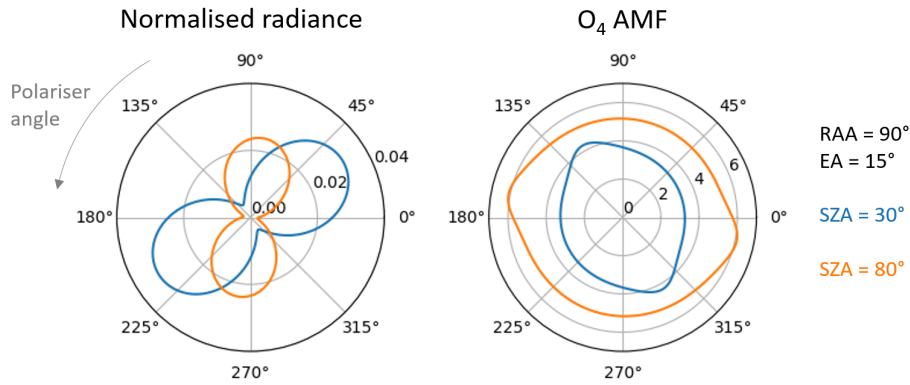 Normalised radiance
Polariser
angle
90°
135°
45°
180°
0°
225°
315°
270°
0.00
0.02
0.04
O₄ AMF
90°
135°
45°
180°
0°
225°
315°
270°
0
2
4
6
RAA = 90°
EA = 15°
SZA = 30°
SZA = 80°